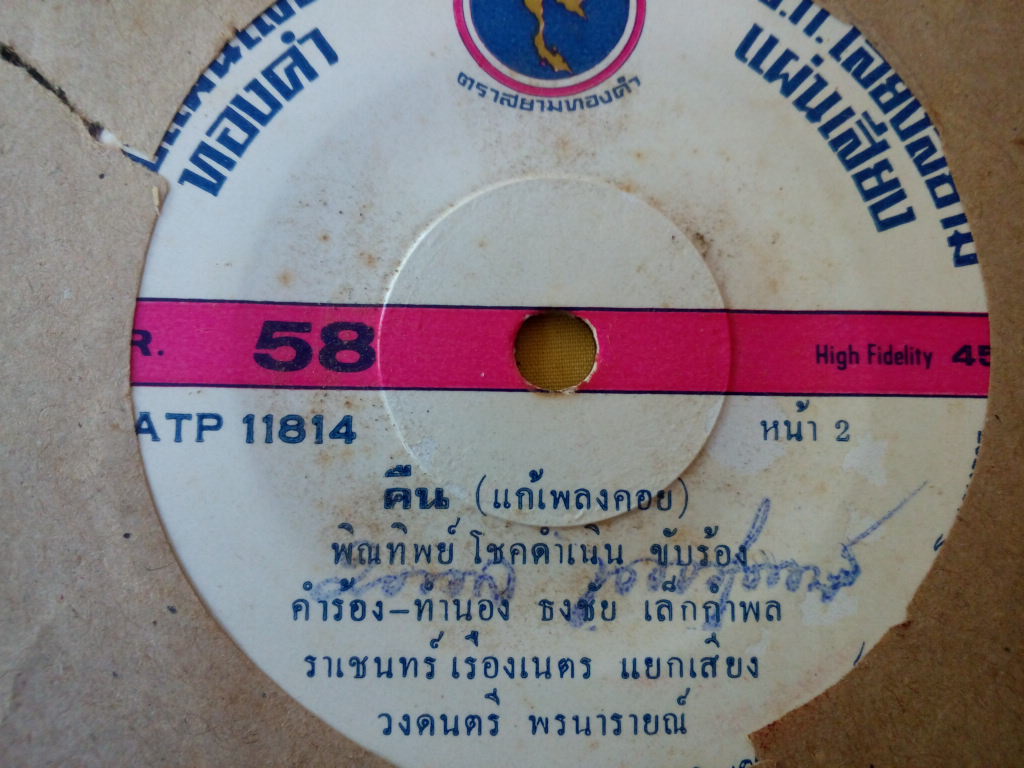 ทองคำ
แผ่นเสียง
ตราสยามทองคำ
R. 58
High Fidelity 45
ATP 11814
หน้า 2
คืน (แก้เพลงคอย)
พิณทิพย์ โชคดำเนิน ขับร้อง
คำร้อง-ทำนอง ธงชัย เล็กกำพล
ราเชนทร์ เรืองเนตร แยกเสียง
วงดนตรี พรนารายณ์